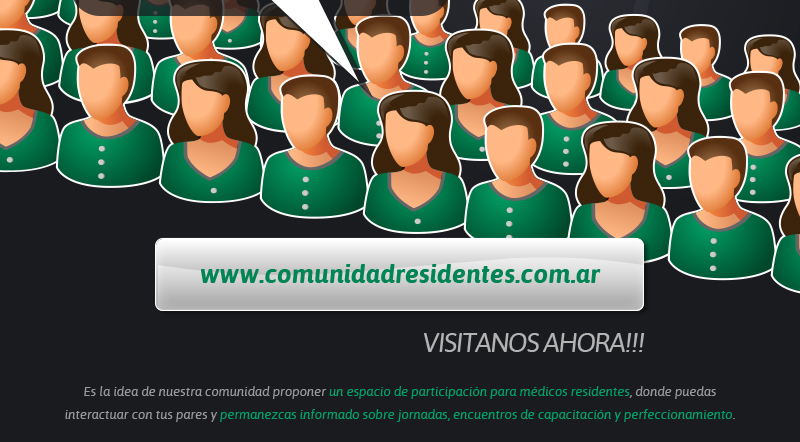 www.comunidadresidentes.com.ar
VISITANOS AHORA!!!
Es la idea de nuestra comunidad proponer un espacio de participación para médicos residentes, donde puedas
interactuar con tus pares y permanezcas informado sobre jornadas, encuentros de capacitación y perfeccionamiento.